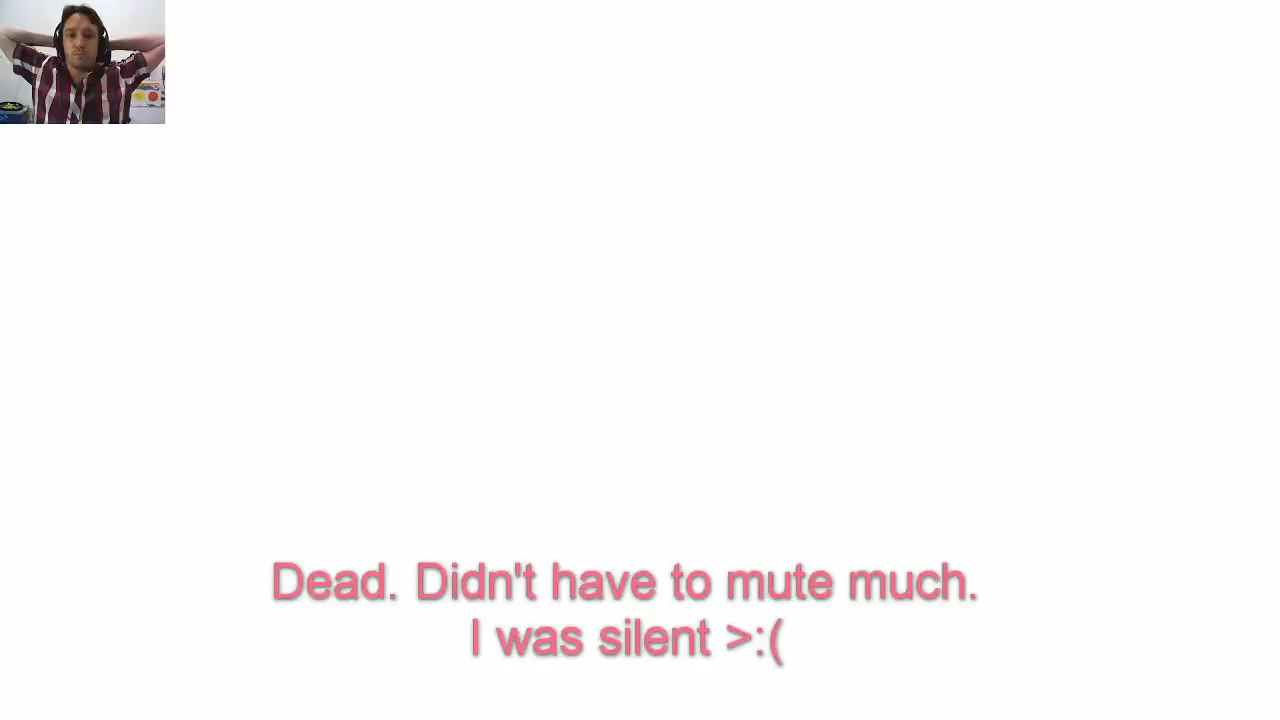 Dead. Didn't have to mute much.
I was silent >:(